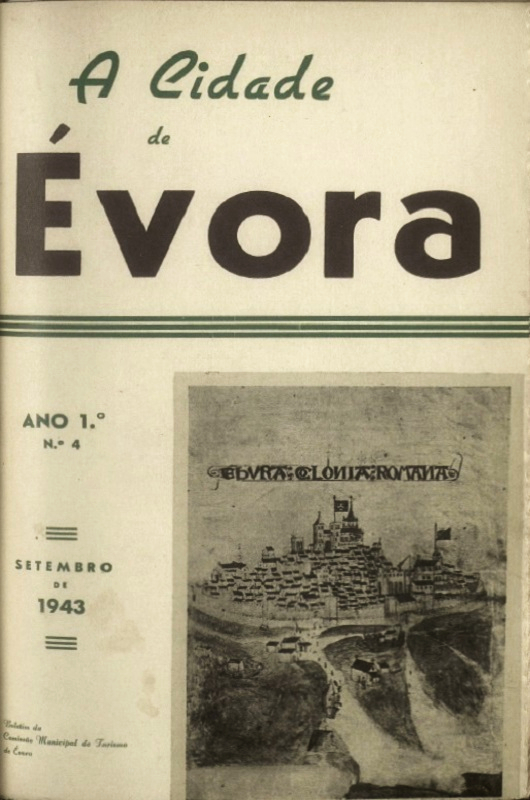 A Cidade
de
Évora
ANO 1.º
N.º 4
SETEMBRO
DE
1943
EBVRA: COLONIA: ROMANA
Boletim da
Comissão Municipal de Turismo
de Évora